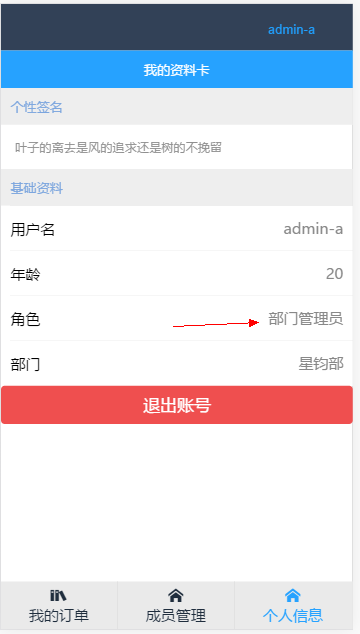 admin-a
我的资料卡
个性签名
叶子的离去是风的追求还是树的不挽留
基础资料
用户名 admin-a
年龄 20
角色 部门管理员
部门 星钧部
退出账号
我的订单 成员管理 个人信息